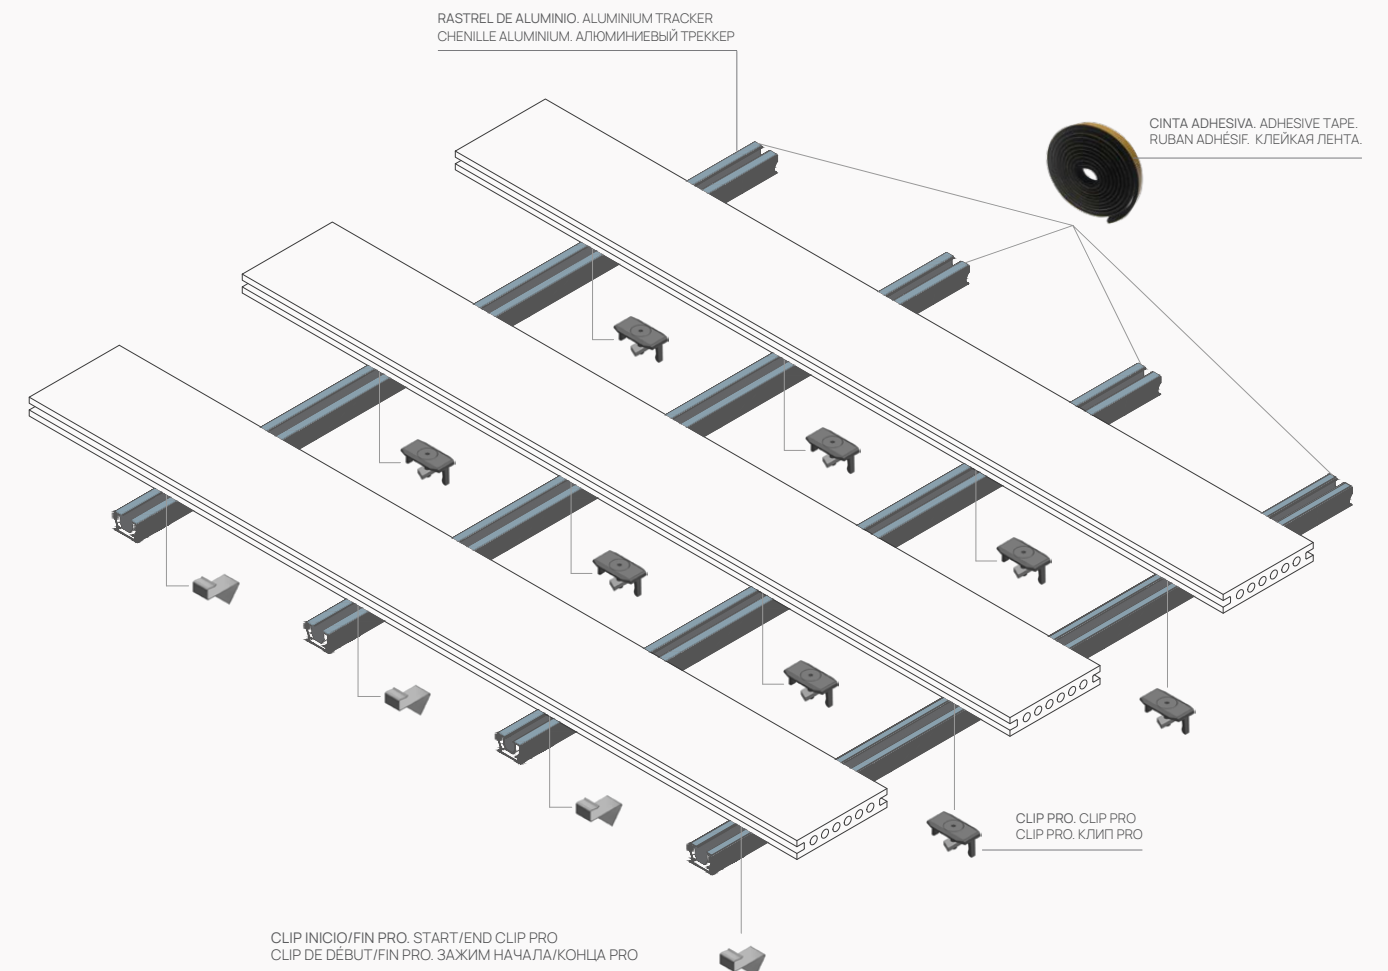 RASTREL DE ALUMINIO. ALUMINIUM TRACKER
CHENILLE ALUMINIUM. АЛЮМИНИЕВЫЙ ТРЕККЕР
CINTA ADHESIVA. ADHESIVE TAPE.
RUBAN ADHÉSIF. КЛЕЙКАЯ ЛЕНТА.
CLIP PRO. CLIP PRO
CLIP PRO. КЛИП PRO
CLIP INICIO/FIN PRO. START/END CLIP PRO
CLIP DE DÉBUT/FIN PRO. ЗАЖИМ НАЧАЛА/КОНЦА PRO